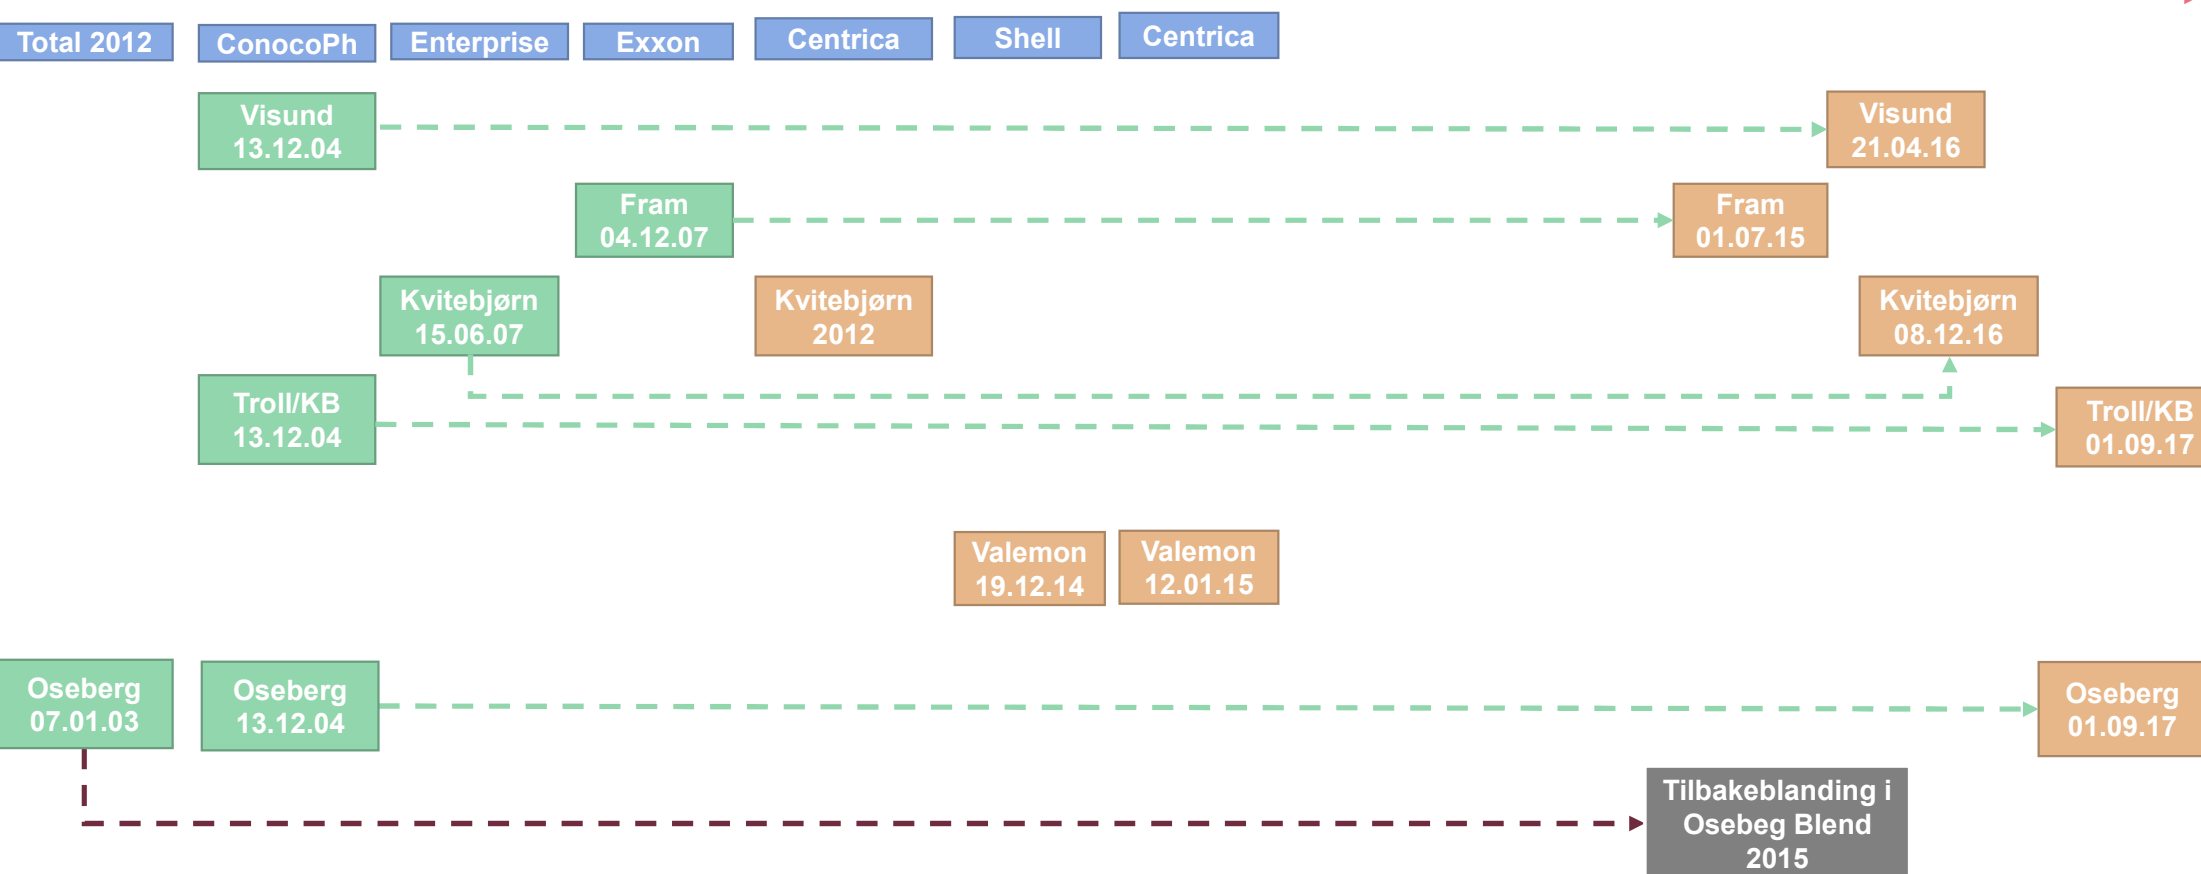 Total 2012
ConocoPh
Enterprise
Exxon
Centrica
Shell
Centrica
Visund
13.12.04
Visund
21.04.16
Fram
04.12.07
Fram
01.07.15
Kvitebjørn
15.06.07
Kvitebjørn
2012
Kvitebjørn
08.12.16
Troll/KB
13.12.04
Troll/KB
01.09.17
Valemon
19.12.14
Valemon
12.01.15
Oseberg
07.01.03
Oseberg
13.12.04
Oseberg
01.09.17
Tilbakeblanding i
Osebeg Blend
2015